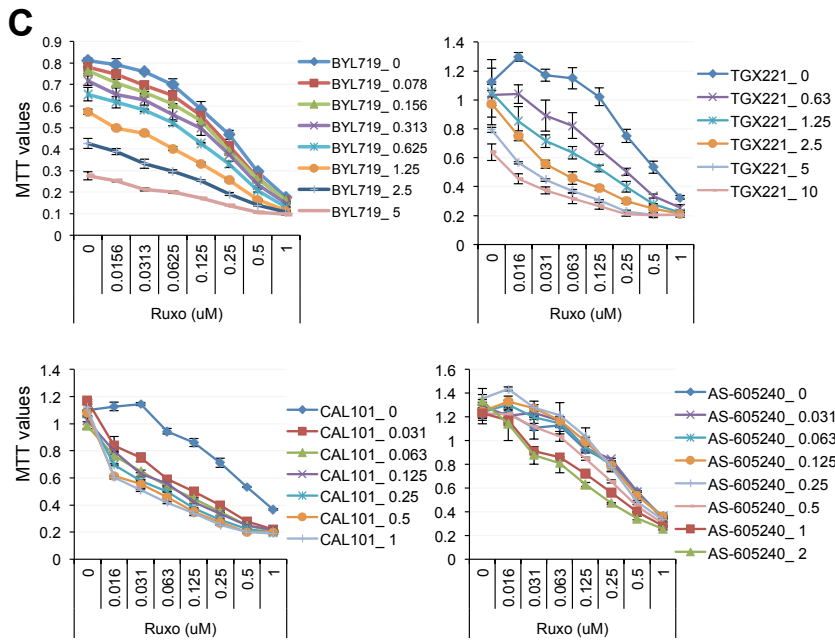 C
MTT values
0.9
0.8
0.7
0.6
0.5
0.4
0.3
0.2
0.1
0
0
0.0156
0.0313
0.0625
0.125
0.25
0.5
1
Ruxo (uM)
BYL719_ 0
BYL719_ 0.078
BYL719_ 0.156
BYL719_ 0.313
BYL719_ 0.625
BYL719_ 1.25
BYL719_ 2.5
BYL719_ 5
1.4
1.2
1
0.8
0.6
0.4
0.2
0
0
0.016
0.031
0.063
0.125
0.25
0.5
1
Ruxo (uM)
TGX221_ 0
TGX221_ 0.63
TGX221_ 1.25
TGX221_ 2.5
TGX221_ 5
TGX221_ 10
MTT values
1.4
1.2
1
0.8
0.6
0.4
0.2
0
0
0.016
0.031
0.063
0.125
0.25
0.5
1
Ruxo (uM)
CAL101_ 0
CAL101_ 0.031
CAL101_ 0.063
CAL101_ 0.125
CAL101_ 0.25
CAL101_ 0.5
CAL101_ 1
1.6
1.4
1.2
1
0.8
0.6
0.4
0.2
0
0
0.016
0.031
0.063
0.125
0.25
0.5
1
Ruxo (uM)
AS-605240_ 0
AS-605240_ 0.031
AS-605240_ 0.063
AS-605240_ 0.125
AS-605240_ 0.25
AS-605240_ 0.5
AS-605240_ 1
AS-605240_ 2